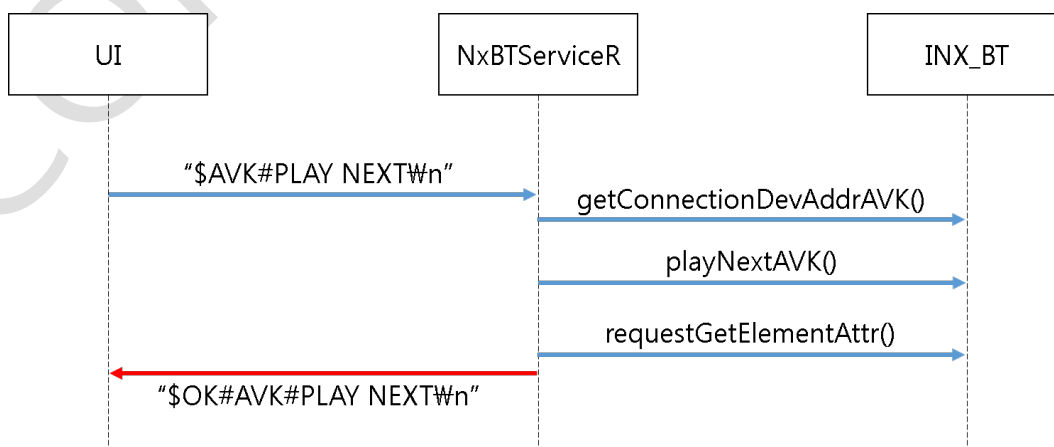 UI
NxBTServiceR
INX_BT
“$AVK#PLAY NEXT₩n”
getConnectionDevAddrAVK()
playNextAVK()
requestGetElementAttr()
“$OK#AVK#PLAY NEXT₩n”